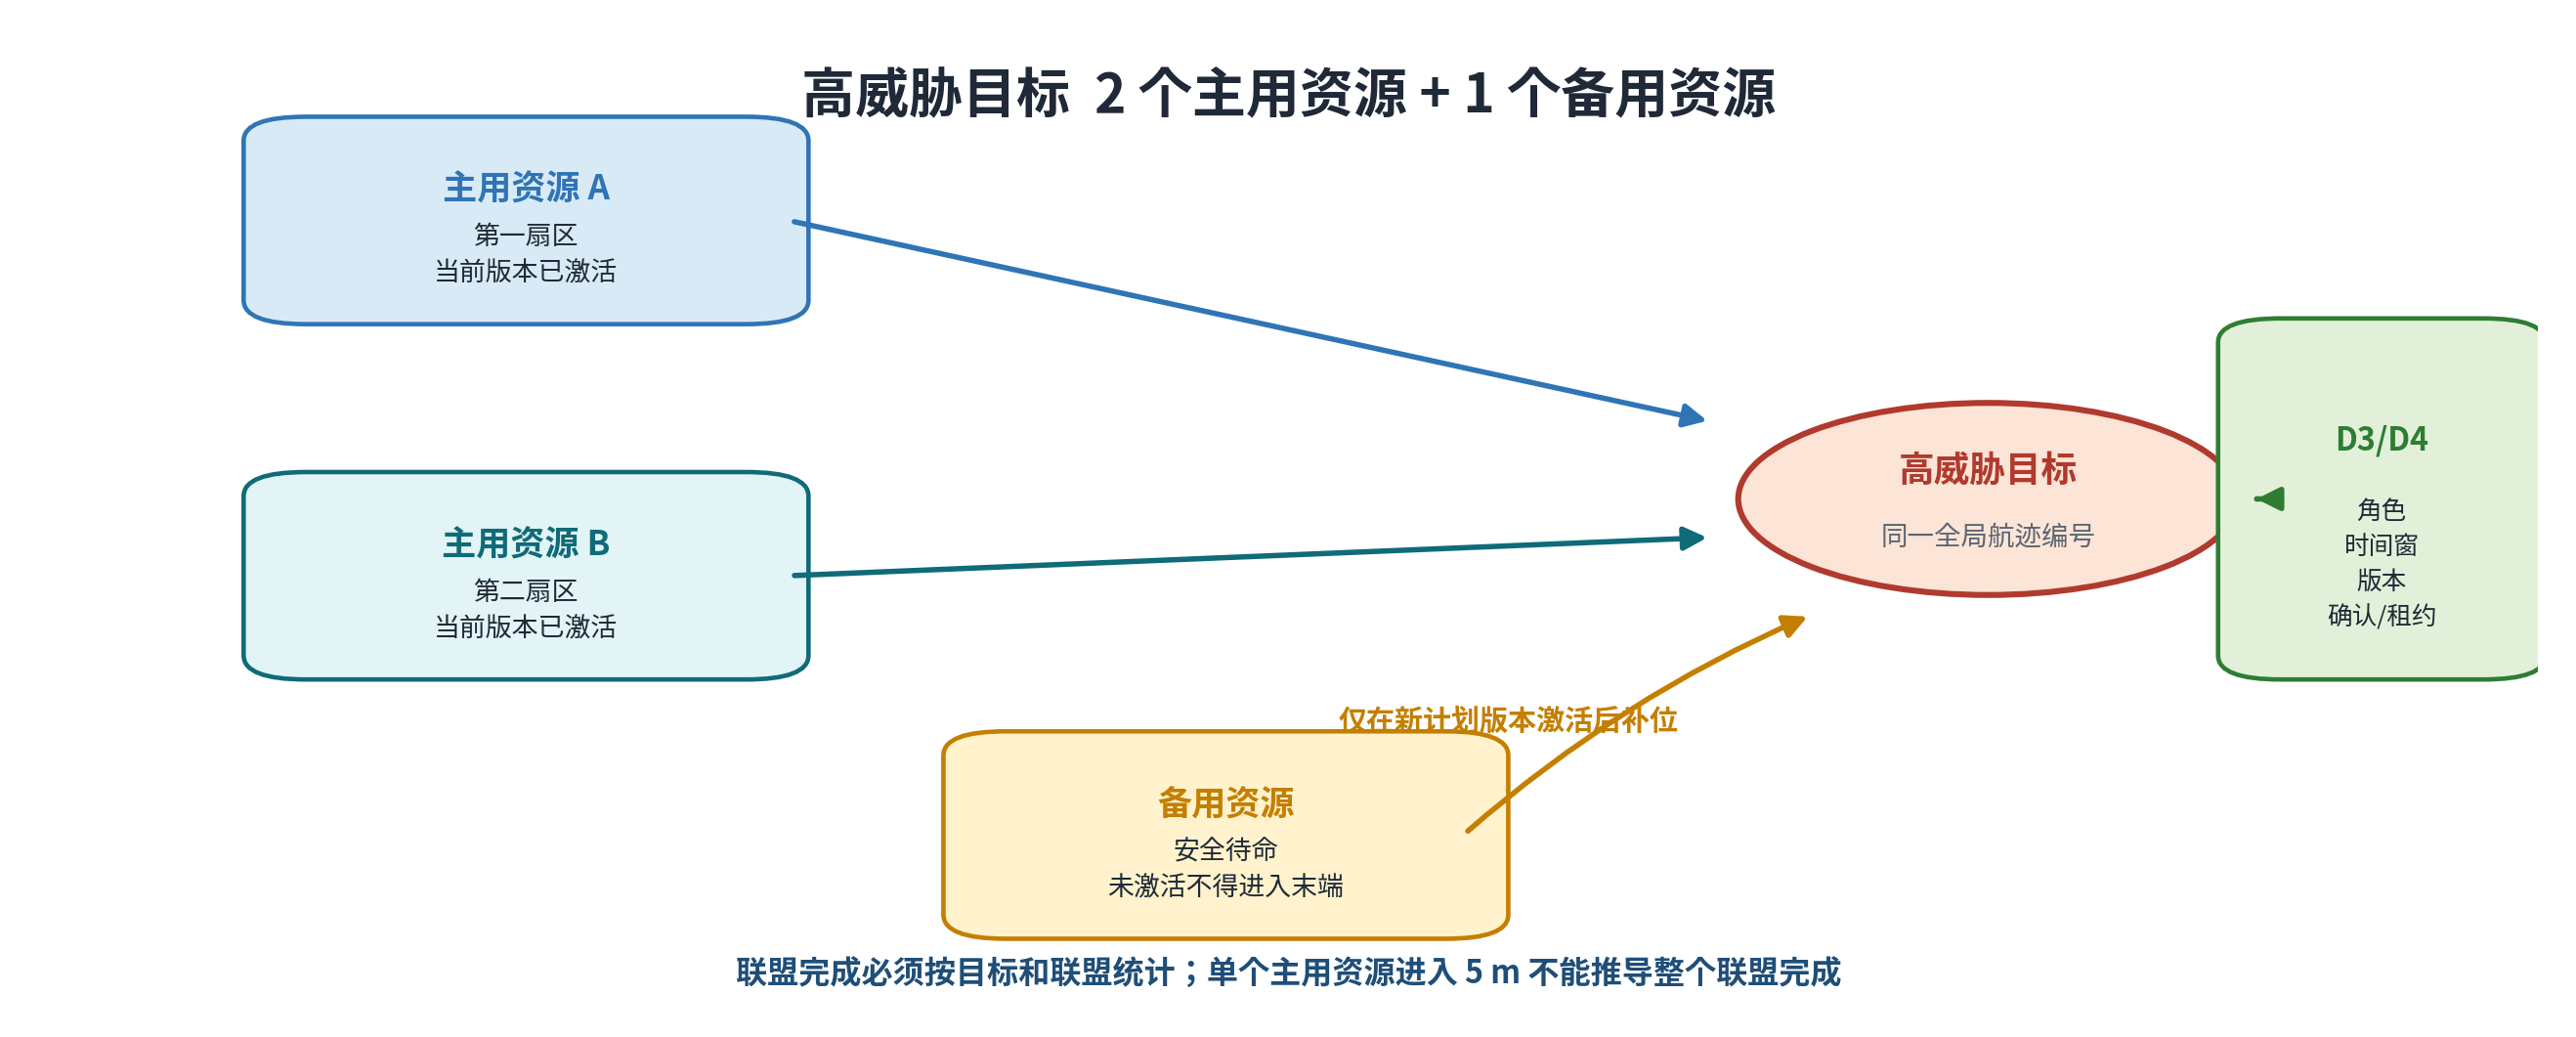 高威胁目标 2 个主用资源 + 1 个备用资源
主用资源 A
第一扇区
当前版本已激活
主用资源 B
第二扇区
当前版本已激活
高威胁目标
同一全局航迹编号
D3/D4
角色
时间窗
版本
确认/租约
仅在新计划版本激活后补位
备用资源
安全待命
未激活不得进入末端
联盟完成必须按目标和联盟统计；单个主用资源进入 5 m 不能推导整个联盟完成